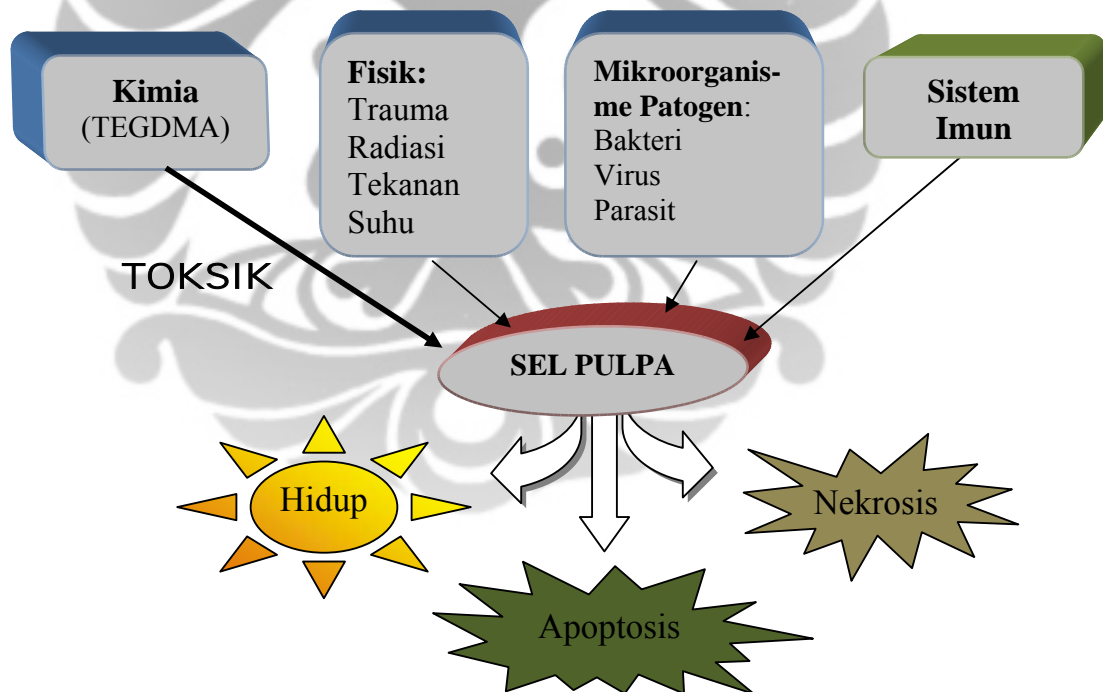 Kimia
(TEGDMA)
Fisik:
Trauma
Radiasi
Tekanan
Suhu
Mikroorganis-
me Patogen:
Bakteri
Virus
Parasit
Sistem
Imun
TOKSIK
SEL PULPA
Hidup
Nekrosis
Apoptosis